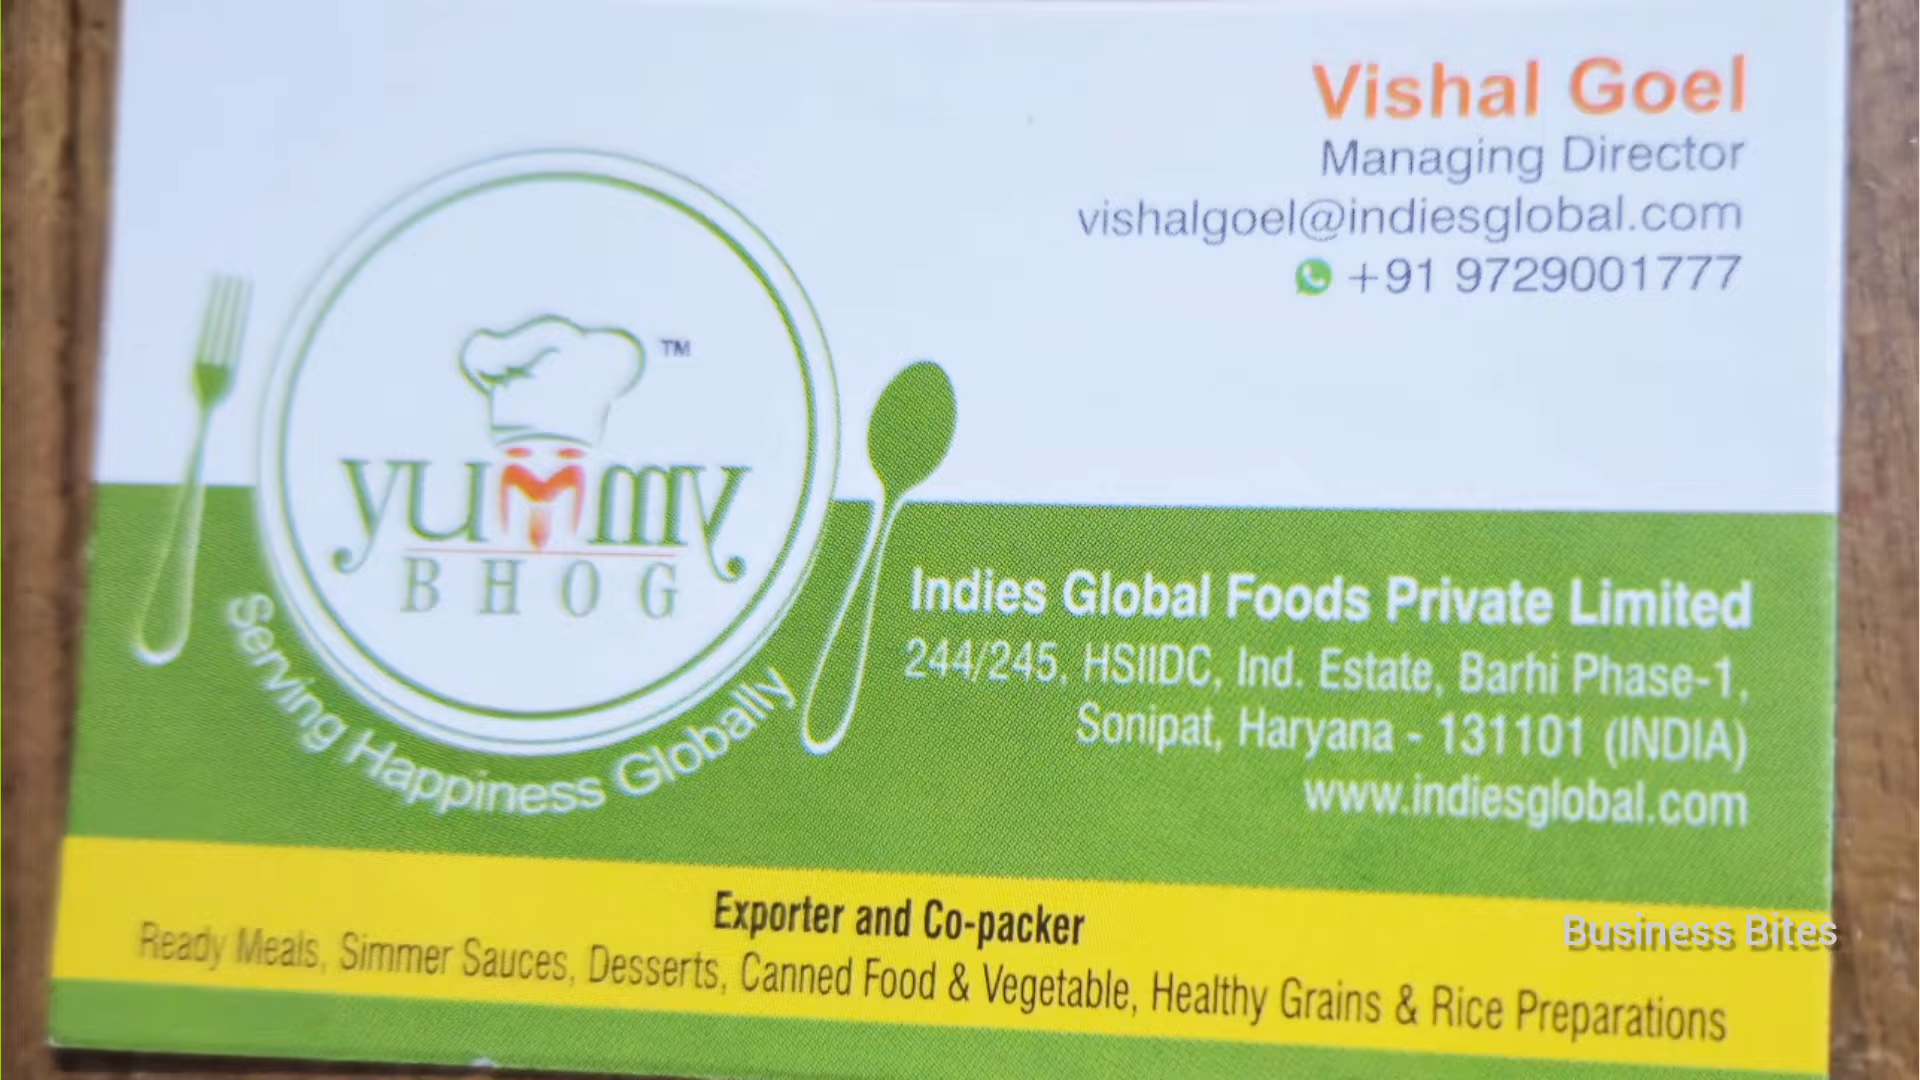 Vishal Goel
Managing Director
vishalgoel@indiesglobal.com
+91 9729001777
TM
yummy
BHOG
Serving Happiness Globally
Indies Global Foods Private Limited
244/245, HSIIDC, Ind. Estate, Barhi Phase-1,
Sonipat, Haryana - 131101 (INDIA)
www.indiesglobal.com
Exporter and Co-packer
Ready Meals, Simmer Sauces, Desserts, Canned Food & Vegetable, Healthy Grains & Rice Preparations
Business Bites